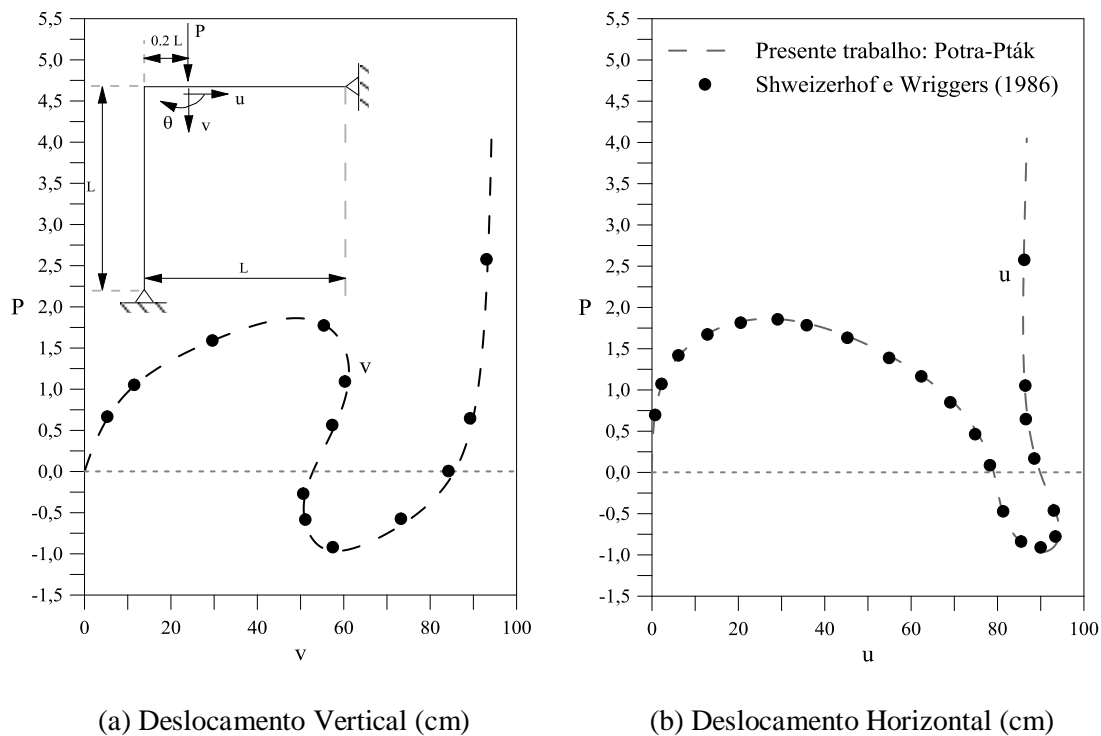 5,5
5,0
4,5
4,0
3,5
3,0
2,5
2,0
1,5
1,0
0,5
0,0
-0,5
-1,0
-1,5
P
0
20
40
60
80
100
v
0.2 L
P
u
θ
v
L
L
v
(a) Deslocamento Vertical (cm)
5,5
5,0
4,5
4,0
3,5
3,0
2,5
2,0
1,5
1,0
0,5
0,0
-0,5
-1,0
-1,5
P
0
20
40
60
80
100
u
Presente trabalho: Potra-Pták
Shweizerhof e Wriggers (1986)
u
(b) Deslocamento Horizontal (cm)